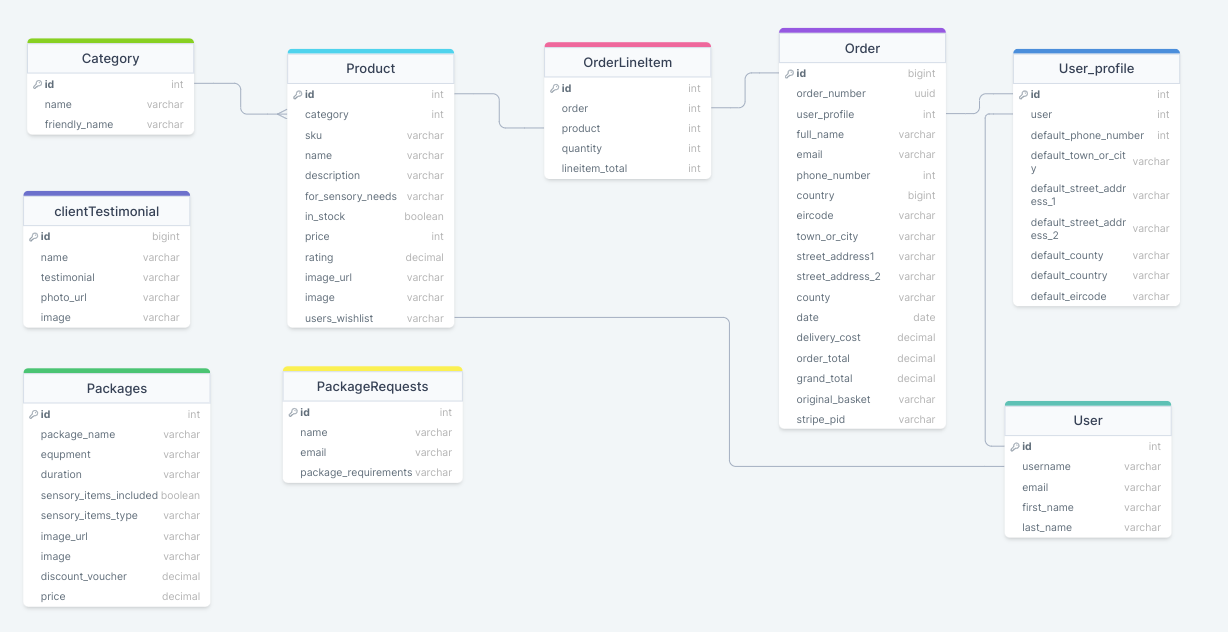 Category
id int
name varchar
friendly_name varchar
Product
id int
category int
sku varchar
name varchar
description varchar
for_sensory_needs varchar
in_stock boolean
price int
rating decimal
image_url varchar
image varchar
users_wishlist varchar
OrderLineItem
id int
order int
product int
quantity int
lineitem_total int
Order
id bigint
order_number uuid
user_profile int
full_name varchar
email varchar
phone_number int
country bigint
eircode varchar
town_or_city varchar
street_address1 varchar
street_address_2 varchar
county varchar
date date
delivery_cost decimal
order_total decimal
grand_total decimal
original_basket varchar
stripe_pid varchar
User_profile
id int
user int
default_phone_number int
default_town_or_cit
y varchar
default_street_addr
ess_1 varchar
default_street_addr
ess_2 varchar
default_county varchar
default_country varchar
default_eircode varchar
clientTestimonial
id bigint
name varchar
testimonial varchar
photo_url varchar
image varchar
Packages
id int
package_name varchar
equpment varchar
duration varchar
sensory_items_included boolean
sensory_items_type varchar
image_url varchar
image varchar
discount_voucher decimal
price decimal
PackageRequests
id int
name varchar
email varchar
package_requirements varchar
User
id int
username varchar
email varchar
first_name varchar
last_name varchar